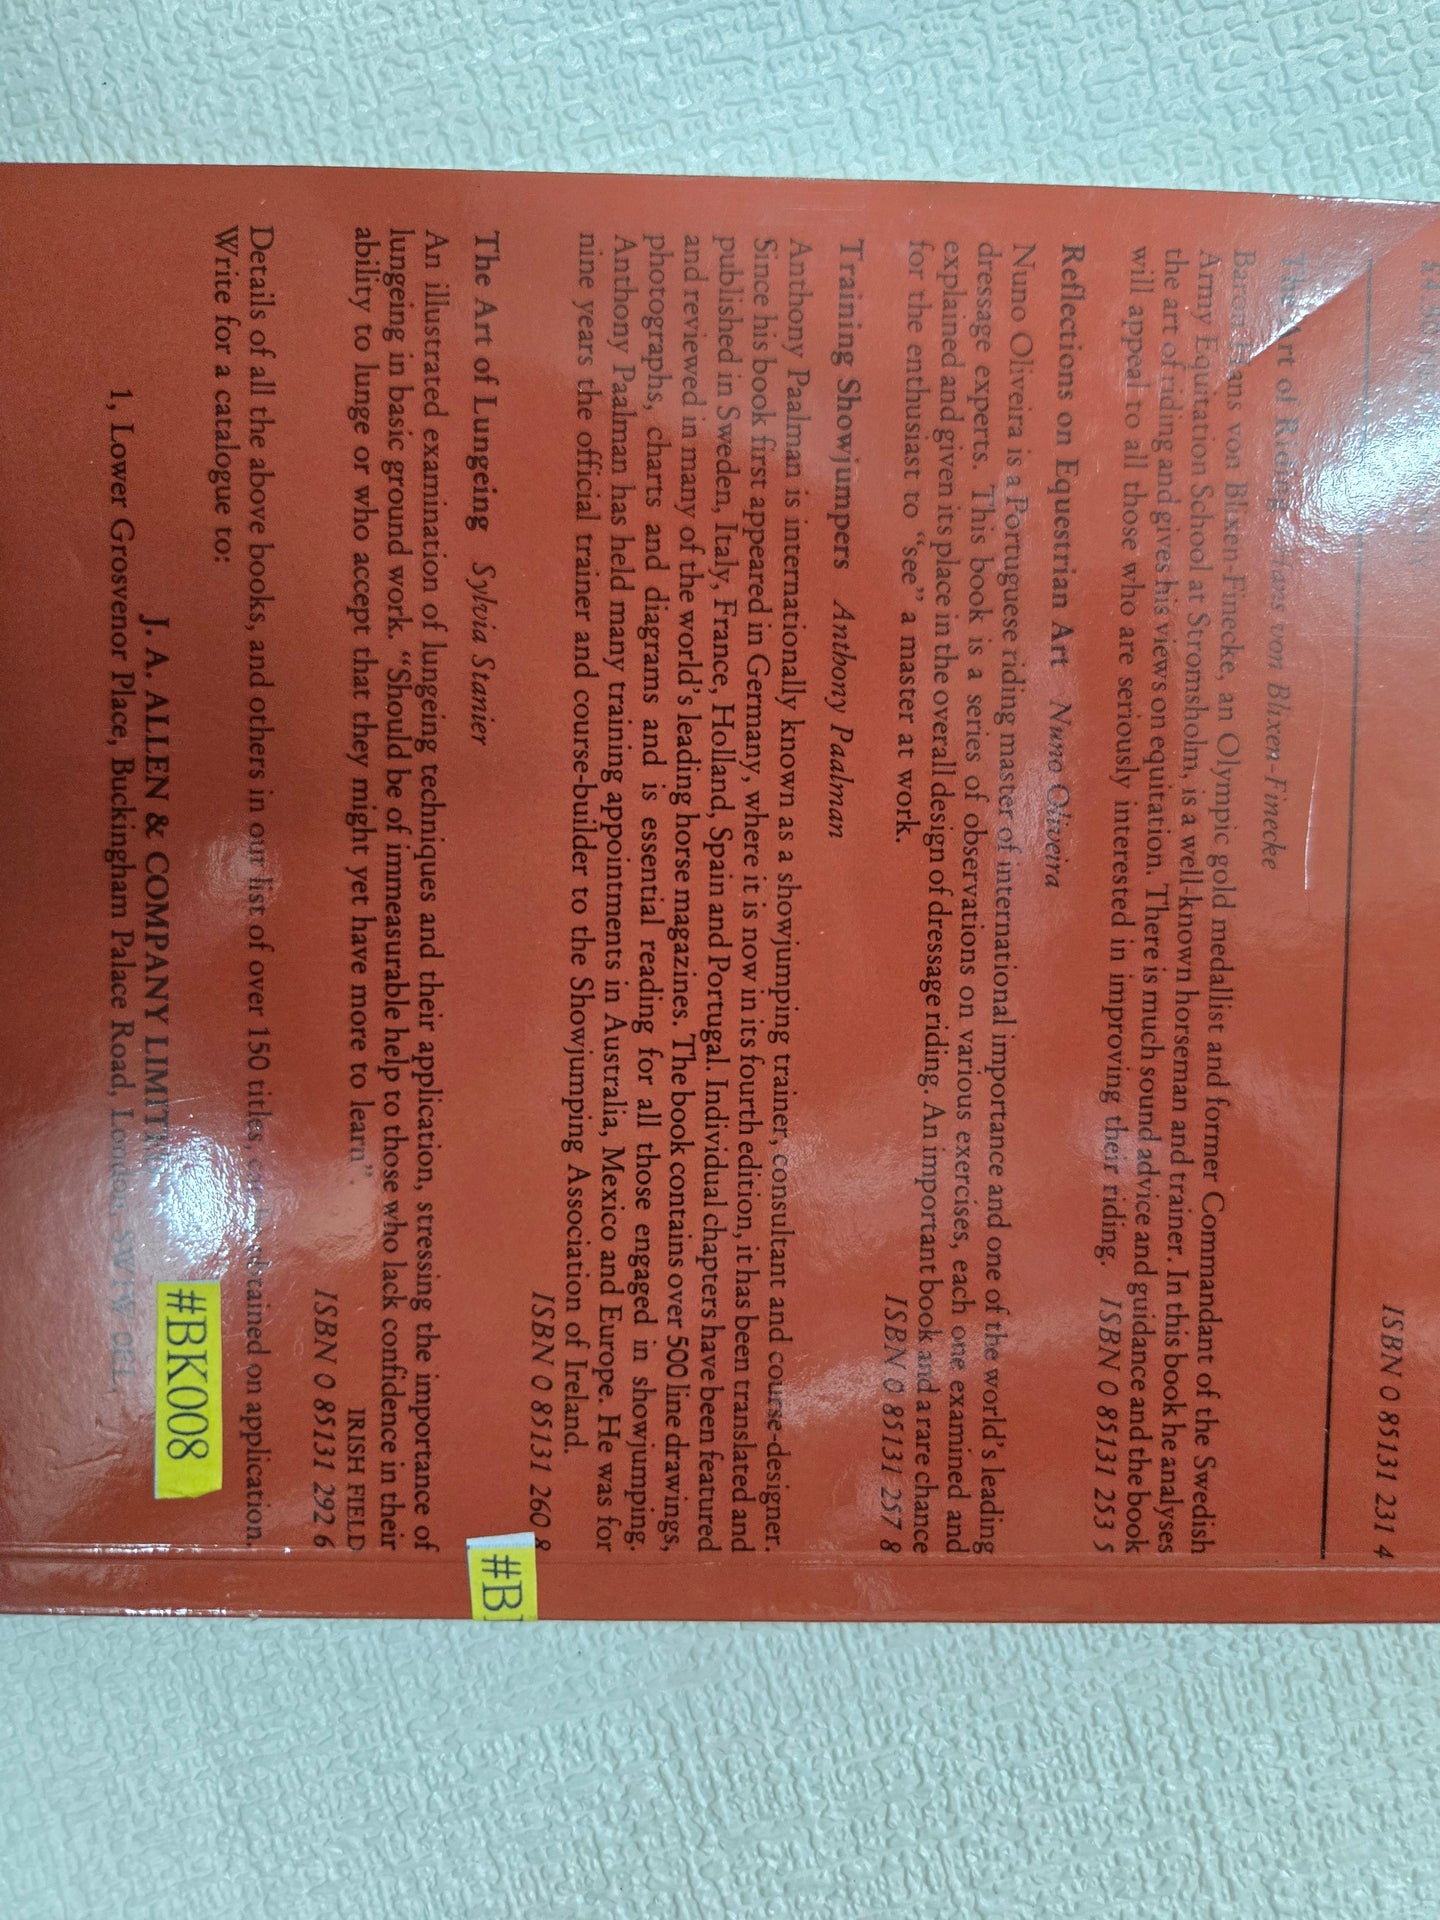 ISBN 0 85131 231 4
The Art of Riding Hans von Blixen-Finecke
Baron Hans von Blixen-Finecke, an Olympic gold medallist and former Commandant of the Swedish
Army Equitation School at Stromsholm, is a well-known horseman and trainer. In this book he analyses
the art of riding and gives his views on equitation. There is much sound advice and guidance and the book
will appeal to all those who are seriously interested in improving their riding. ISBN 0 85131 253 5
Reflections on Equestrian Art Nuno Oliveira
Nuno Oliveira is a Portuguese riding master of international importance and one of the world's leading
dressage experts. This book is a series of observations on various exercises, each one examined and
explained and given its place in the overall design of dressage riding. An important book and a rare chance
for the enthusiast to "see" a master at work. ISBN 0 85131 257 8
Training Showjumpers Anthony Paalman
Anthony Paalman is internationally known as a showjumping trainer, consultant and course-designer.
Since his book first appeared in Germany, where it is now in its fourth edition, it has been translated and
published in Sweden, Italy, France, Holland, Spain and Portugal. Individual chapters have been featured
and reviewed in many of the world's leading horse magazines. The book contains over 500 line drawings,
photographs, charts and diagrams and is essential reading for all those engaged in showjumping.
Anthony Paalman has held many training appointments in Australia, Mexico and Europe. He was for
nine years the official trainer and course-builder to the Showjumping Association of Ireland.
ISBN 0 85131 260 8
The Art of Lungeing Sylvia Stanier
An illustrated examination of lungeing techniques and their application, stressing the importance of
lungeing in basic ground work. "Should be of immeasurable help to those who lack confidence in their
ability to lunge or who accept that they might yet have more to learn". IRISH FIELD
ISBN 0 85131 292 6
Details of all the above books, and others in our list of over 150 titles, on application.
Write for a catalogue to:
J. A. ALLEN & COMPANY LIMITED
1, Lower Grosvenor Place, Buckingham Palace Road, London,
#BK008
#B